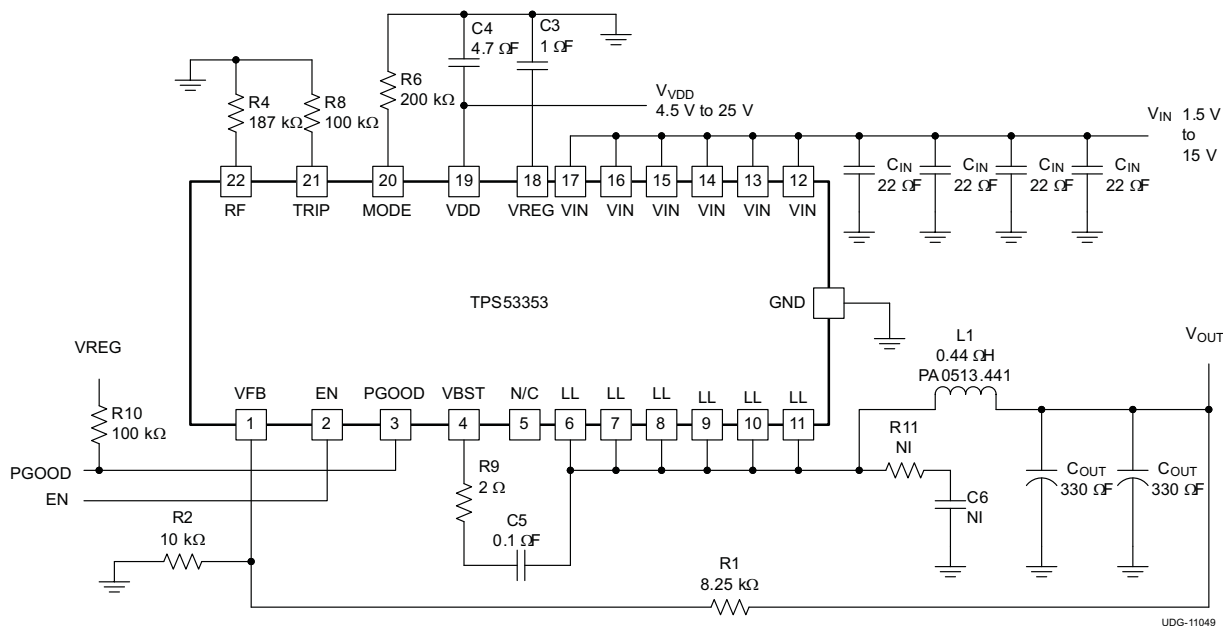 C4
4.7 ΩF
C3
1 ΩF
R6
200 kΩ
R4
187 kΩ
R8
100 kΩ
VVDD
4.5 V to 25 V
VIN 1.5 V
to
15 V
CIN
22 ΩF
CIN
22 ΩF
CIN
22 ΩF
CIN
22 ΩF
22 21 20 19 18 17 16 15 14 13 12
RF TRIP MODE VDD VREG VIN VIN VIN VIN VIN VIN
TPS53353
GND
VREG
R10
100 kΩ
VFB EN PGOOD VBST N/C LL LL LL LL LL LL
1 2 3 4 5 6 7 8 9 10 11
L1
0.44 ΩH
PA0513.441
VOUT
R11
NI
C6
NI
COUT
330 ΩF
COUT
330 ΩF
PGOOD
EN
R9
2 Ω
C5
0.1 ΩF
R2
10 kΩ
R1
8.25 kΩ
UDG-11049